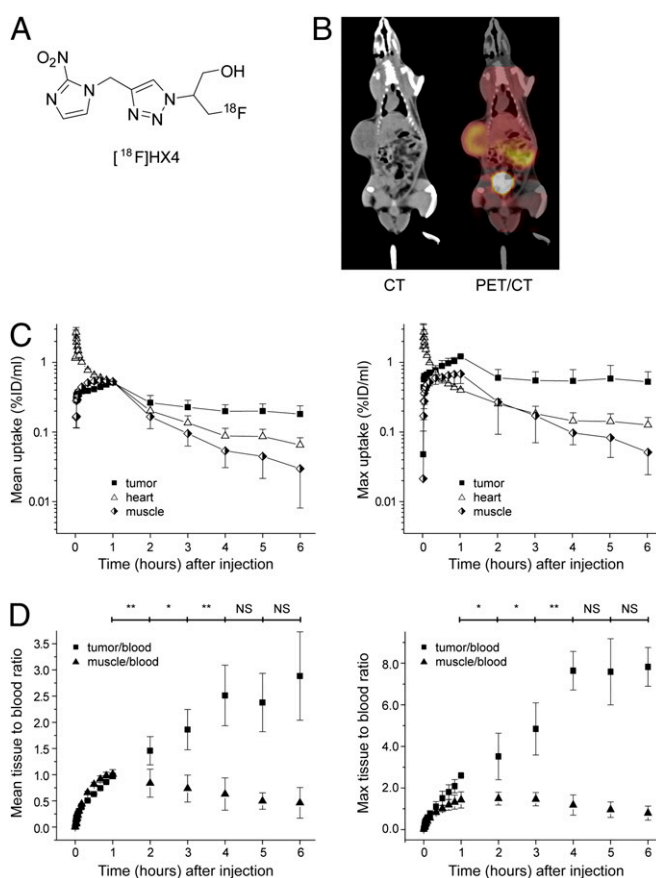 A
O₂N
N
N
N
N=N
OH
¹⁸F
[¹⁸F]HX4
B
CT
PET/CT
C
Mean uptake (%ID/ml)
1
0.1
0.01
tumor
heart
muscle
0 1 2 3 4 5 6
Time (hours) after injection
Max uptake (%ID/ml)
1
0.1
0.01
tumor
heart
muscle
0 1 2 3 4 5 6
Time (hours) after injection
D
** * ** NS NS
Mean tissue to blood ratio
3.5
3.0
2.5
2.0
1.5
1.0
0.5
0.0
tumor/blood
muscle/blood
0 1 2 3 4 5 6
Time (hours) after injection
* * ** NS NS
Max tissue to blood ratio
8.0
6.0
4.0
2.0
0.0
tumor/blood
muscle/blood
0 1 2 3 4 5 6
Time (hours) after injection